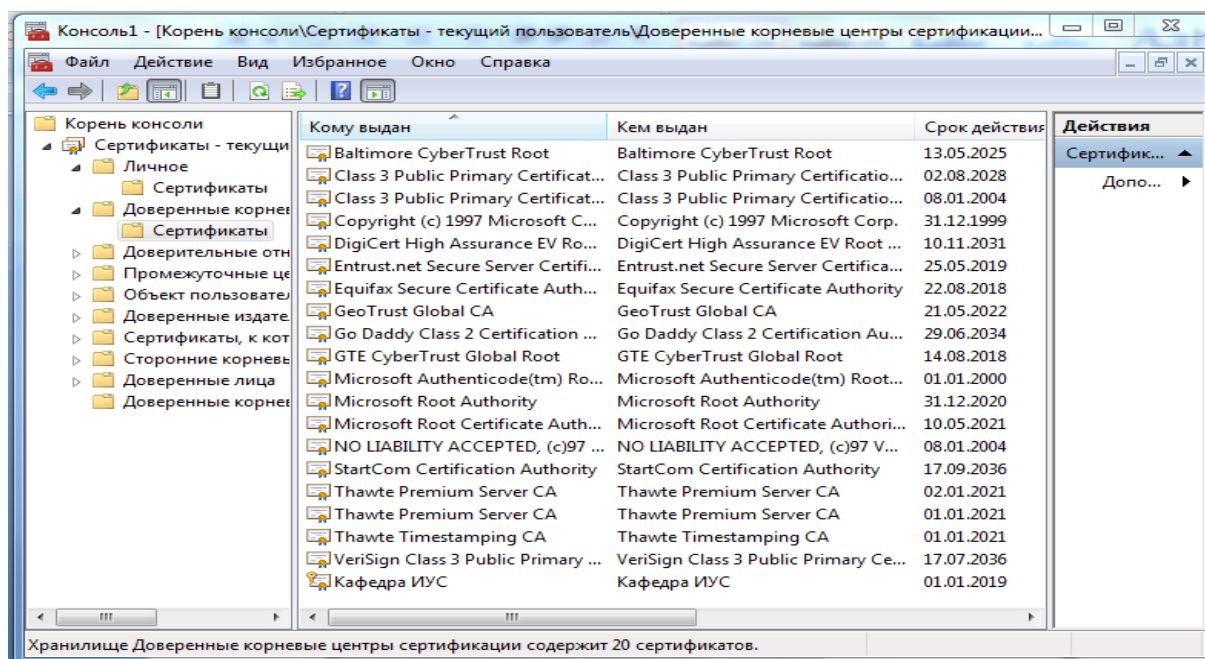 Консоль1 - [Корень консоли\Сертификаты - текущий пользователь\Доверенные корневые центры сертификации...
Файл Действие Вид Избранное Окно Справка
Корень консоли
Сертификаты - текущи
Личное
Сертификаты
Доверенные корнев
Сертификаты
Доверительные отн
Промежуточные це
Объект пользовател
Доверенные издате
Сертификаты, к кот
Сторонние корневы
Доверенные лица
Доверенные корнев
Кому выдан Кем выдан Срок действия
Baltimore CyberTrust Root Baltimore CyberTrust Root 13.05.2025
Class 3 Public Primary Certificat... Class 3 Public Primary Certificatio... 02.08.2028
Class 3 Public Primary Certificat... Class 3 Public Primary Certificatio... 08.01.2004
Copyright (c) 1997 Microsoft C... Copyright (c) 1997 Microsoft Corp. 31.12.1999
DigiCert High Assurance EV Ro... DigiCert High Assurance EV Root ... 10.11.2031
Entrust.net Secure Server Certifi... Entrust.net Secure Server Certifica... 25.05.2019
Equifax Secure Certificate Auth... Equifax Secure Certificate Authority 22.08.2018
GeoTrust Global CA GeoTrust Global CA 21.05.2022
Go Daddy Class 2 Certification ... Go Daddy Class 2 Certification Au... 29.06.2034
GTE CyberTrust Global Root GTE CyberTrust Global Root 14.08.2018
Microsoft Authenticode(tm) Ro... Microsoft Authenticode(tm) Root... 01.01.2000
Microsoft Root Authority Microsoft Root Authority 31.12.2020
Microsoft Root Certificate Auth... Microsoft Root Certificate Authori... 10.05.2021
NO LIABILITY ACCEPTED, (c)97 ... NO LIABILITY ACCEPTED, (c)97 V... 08.01.2004
StartCom Certification Authority StartCom Certification Authority 17.09.2036
Thawte Premium Server CA Thawte Premium Server CA 02.01.2021
Thawte Premium Server CA Thawte Premium Server CA 01.01.2021
Thawte Timestamping CA Thawte Timestamping CA 01.01.2021
VeriSign Class 3 Public Primary ... VeriSign Class 3 Public Primary Ce... 17.07.2036
Кафедра ИУС Кафедра ИУС 01.01.2019
Действия
Сертифик...
Допо...
Хранилище Доверенные корневые центры сертификации содержит 20 сертификатов.